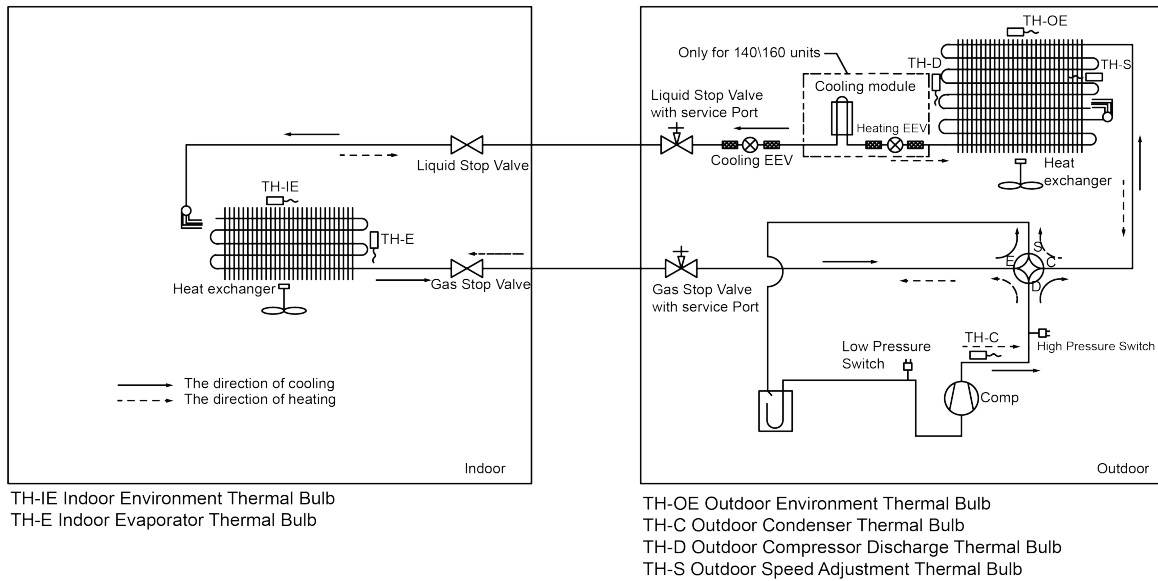 TH-OE
Only for 140\160 units
TH-D
TH-S
Cooling module
Liquid Stop Valve
with service Port
Heating EEV
Cooling EEV
Liquid Stop Valve
Heat
exchanger
TH-IE
TH-E
S
E
C
D
Heat exchanger
Gas Stop Valve
Gas Stop Valve
with service Port
TH-C
High Pressure Switch
Low Pressure
Switch
The direction of cooling
The direction of heating
Comp
Indoor
Outdoor
TH-IE Indoor Environment Thermal Bulb
TH-E Indoor Evaporator Thermal Bulb
TH-OE Outdoor Environment Thermal Bulb
TH-C Outdoor Condenser Thermal Bulb
TH-D Outdoor Compressor Discharge Thermal Bulb
TH-S Outdoor Speed Adjustment Thermal Bulb